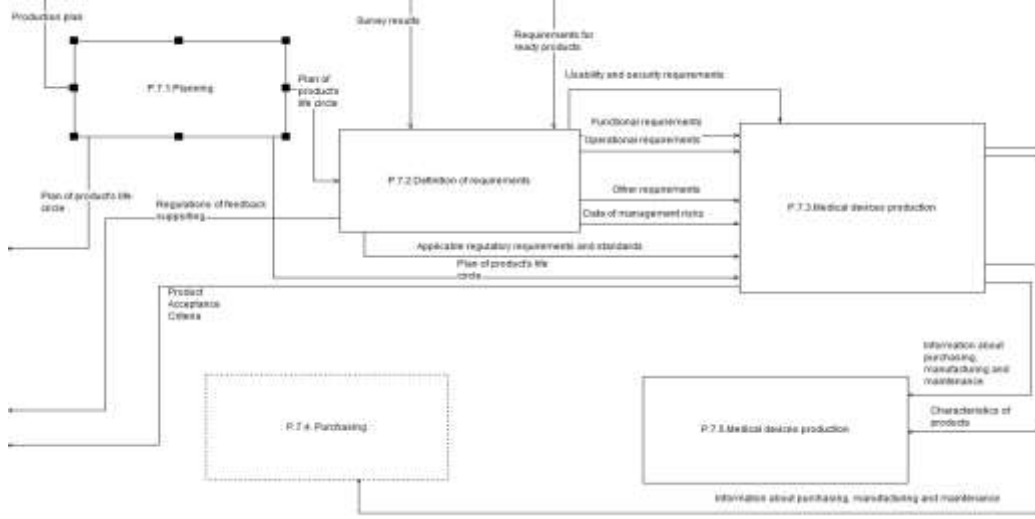 Production plan
Survey results
Requirements for
ready products
P.7.1.Planning
Plan of
product's
life circle
Usability and security requirements
Functional requirements
Operational requirements
P.7.2.Definition of requirements
Other requirements
Date of management risks
P.7.3.Medical devices production
Plan of product's life
circle
Regulations of feedback
supporting
Applicable regulatory requirements and standards
Plan of product's life
circle
Product
Acceptance
Criteria
Information about
purchasing,
manufacturing and
maintenance
P.7.4. Purchasing
Characteristics of
products
P.7.5.Medical devices production
Information about purchasing, manufacturing and maintenance